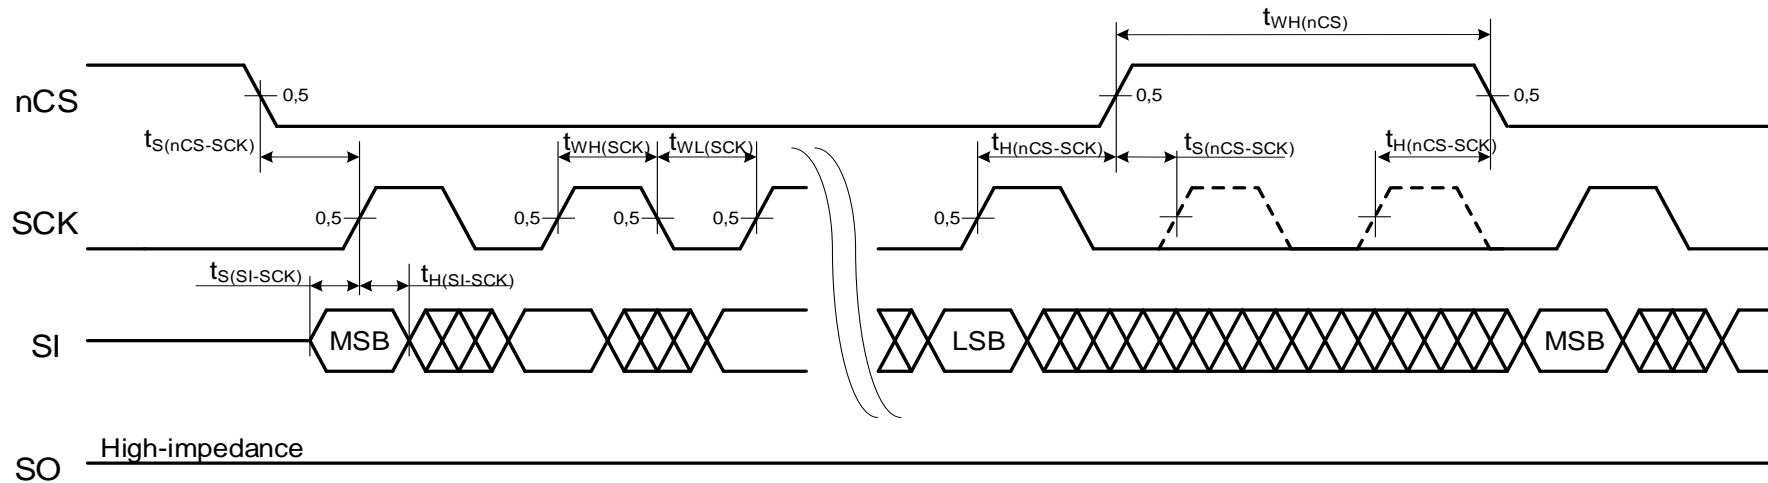 tWH(nCS)
nCS 0,5 0,5 0,5
tS(nCS-SCK) tWH(SCK) tWL(SCK) tH(nCS-SCK) tS(nCS-SCK) tH(nCS-SCK)
SCK 0,5 0,5 0,5 0,5 0,5
tS(SI-SCK) tH(SI-SCK)
SI MSB LSB MSB
High-impedance
SO